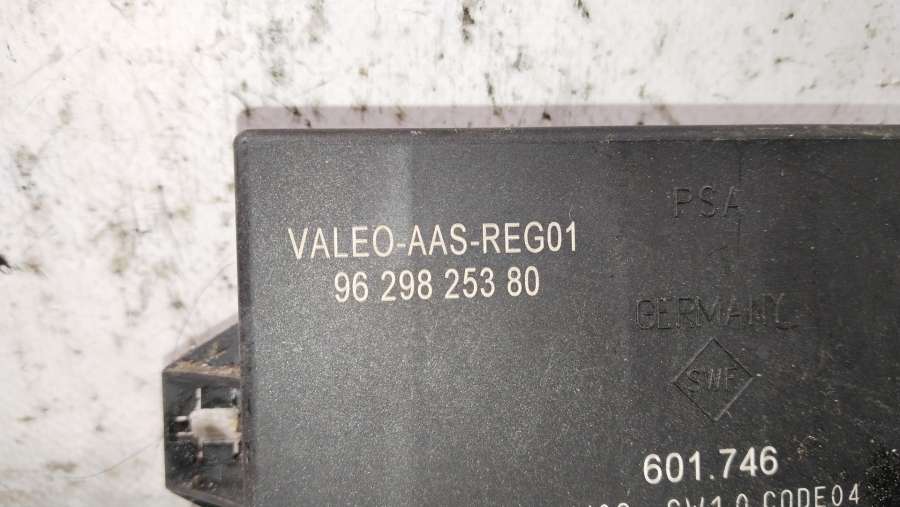 PSA
VALEO-AAS-REG01
96 298 253 80
GERMANY
SWF
601.746
SW1.0 CODE04